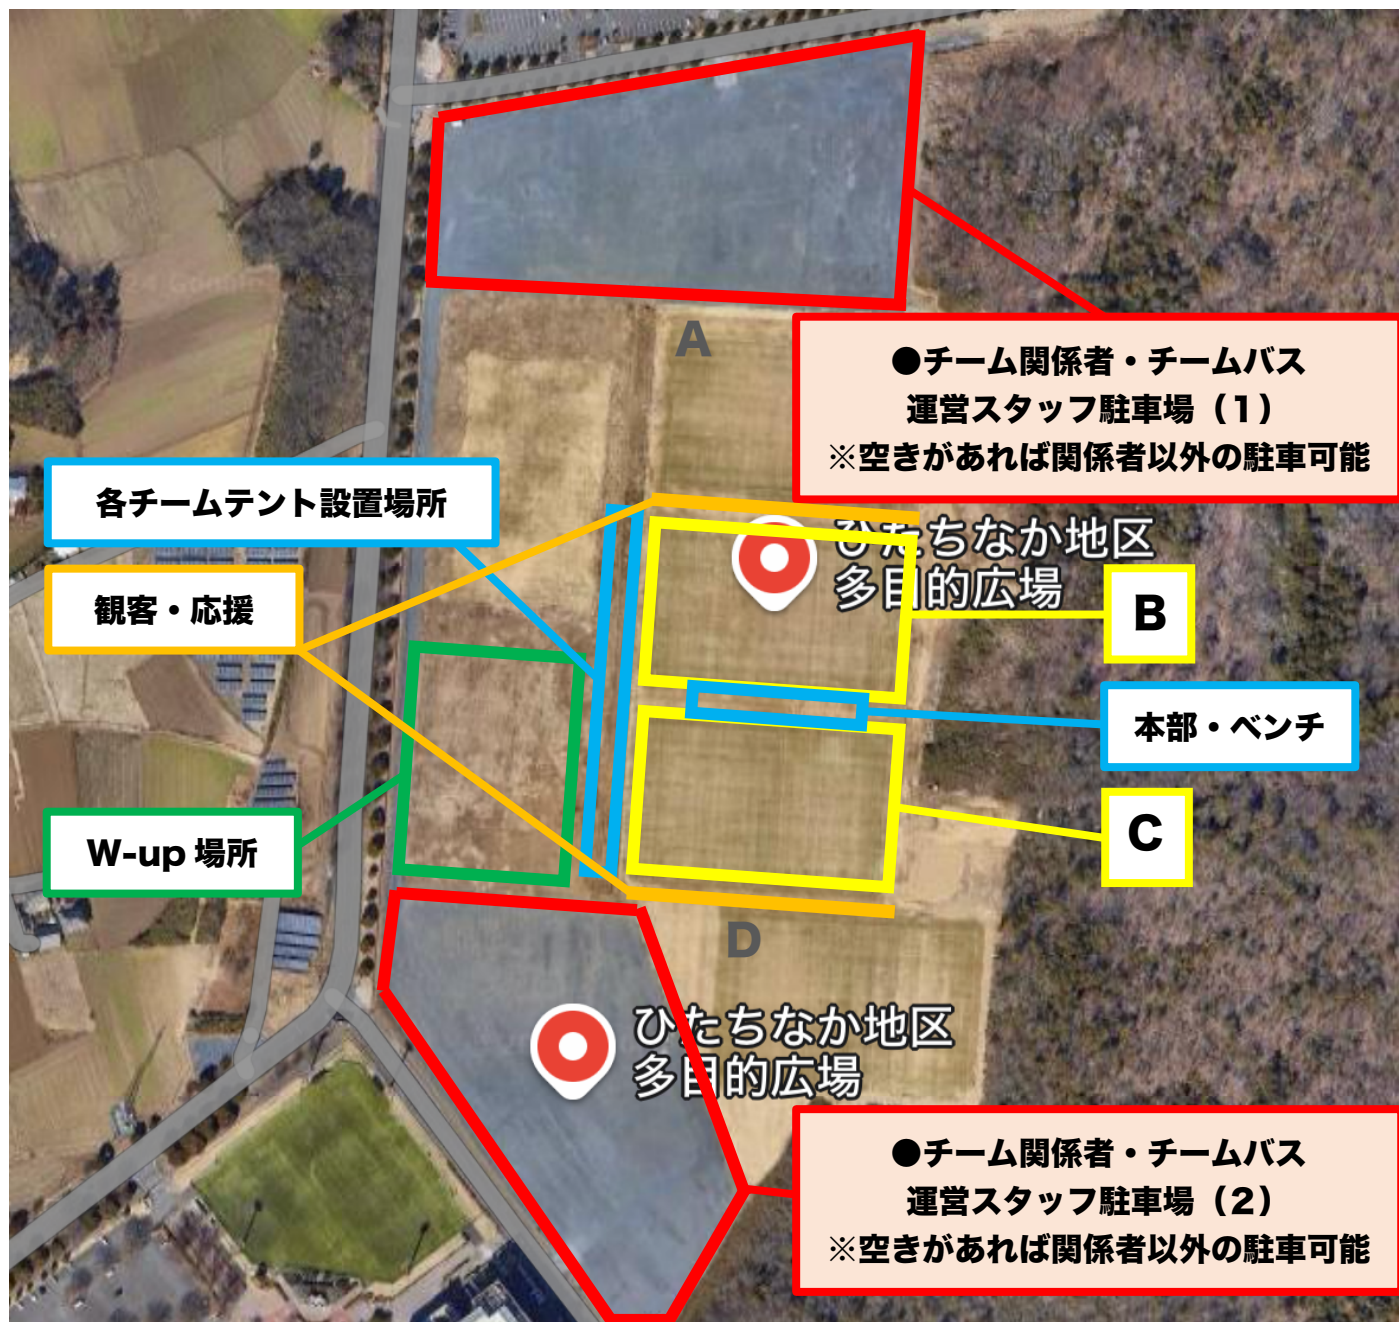 A
●チーム関係者・チームバス
運営スタッフ駐車場（1）
※空きがあれば関係者以外の駐車可能
各チームテント設置場所
ひたちなか地区
多目的広場
観客・応援
B
本部・ベンチ
W-up 場所
C
D
ひたちなか地区
多目的広場
●チーム関係者・チームバス
運営スタッフ駐車場（2）
※空きがあれば関係者以外の駐車可能